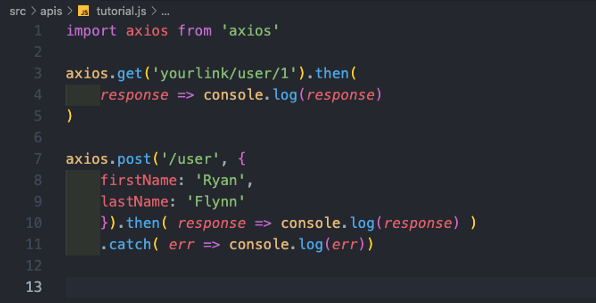 src > apis > JS tutorial.js > ...
1 import axios from 'axios'
2
3 axios.get('yourlink/user/1').then(
4     response => console.log(response)
5 )
6
7 axios.post('/user', {
8     firstName: 'Ryan',
9     lastName: 'Flynn'
10     }).then( response => console.log(response) )
11     .catch( err => console.log(err))
12
13